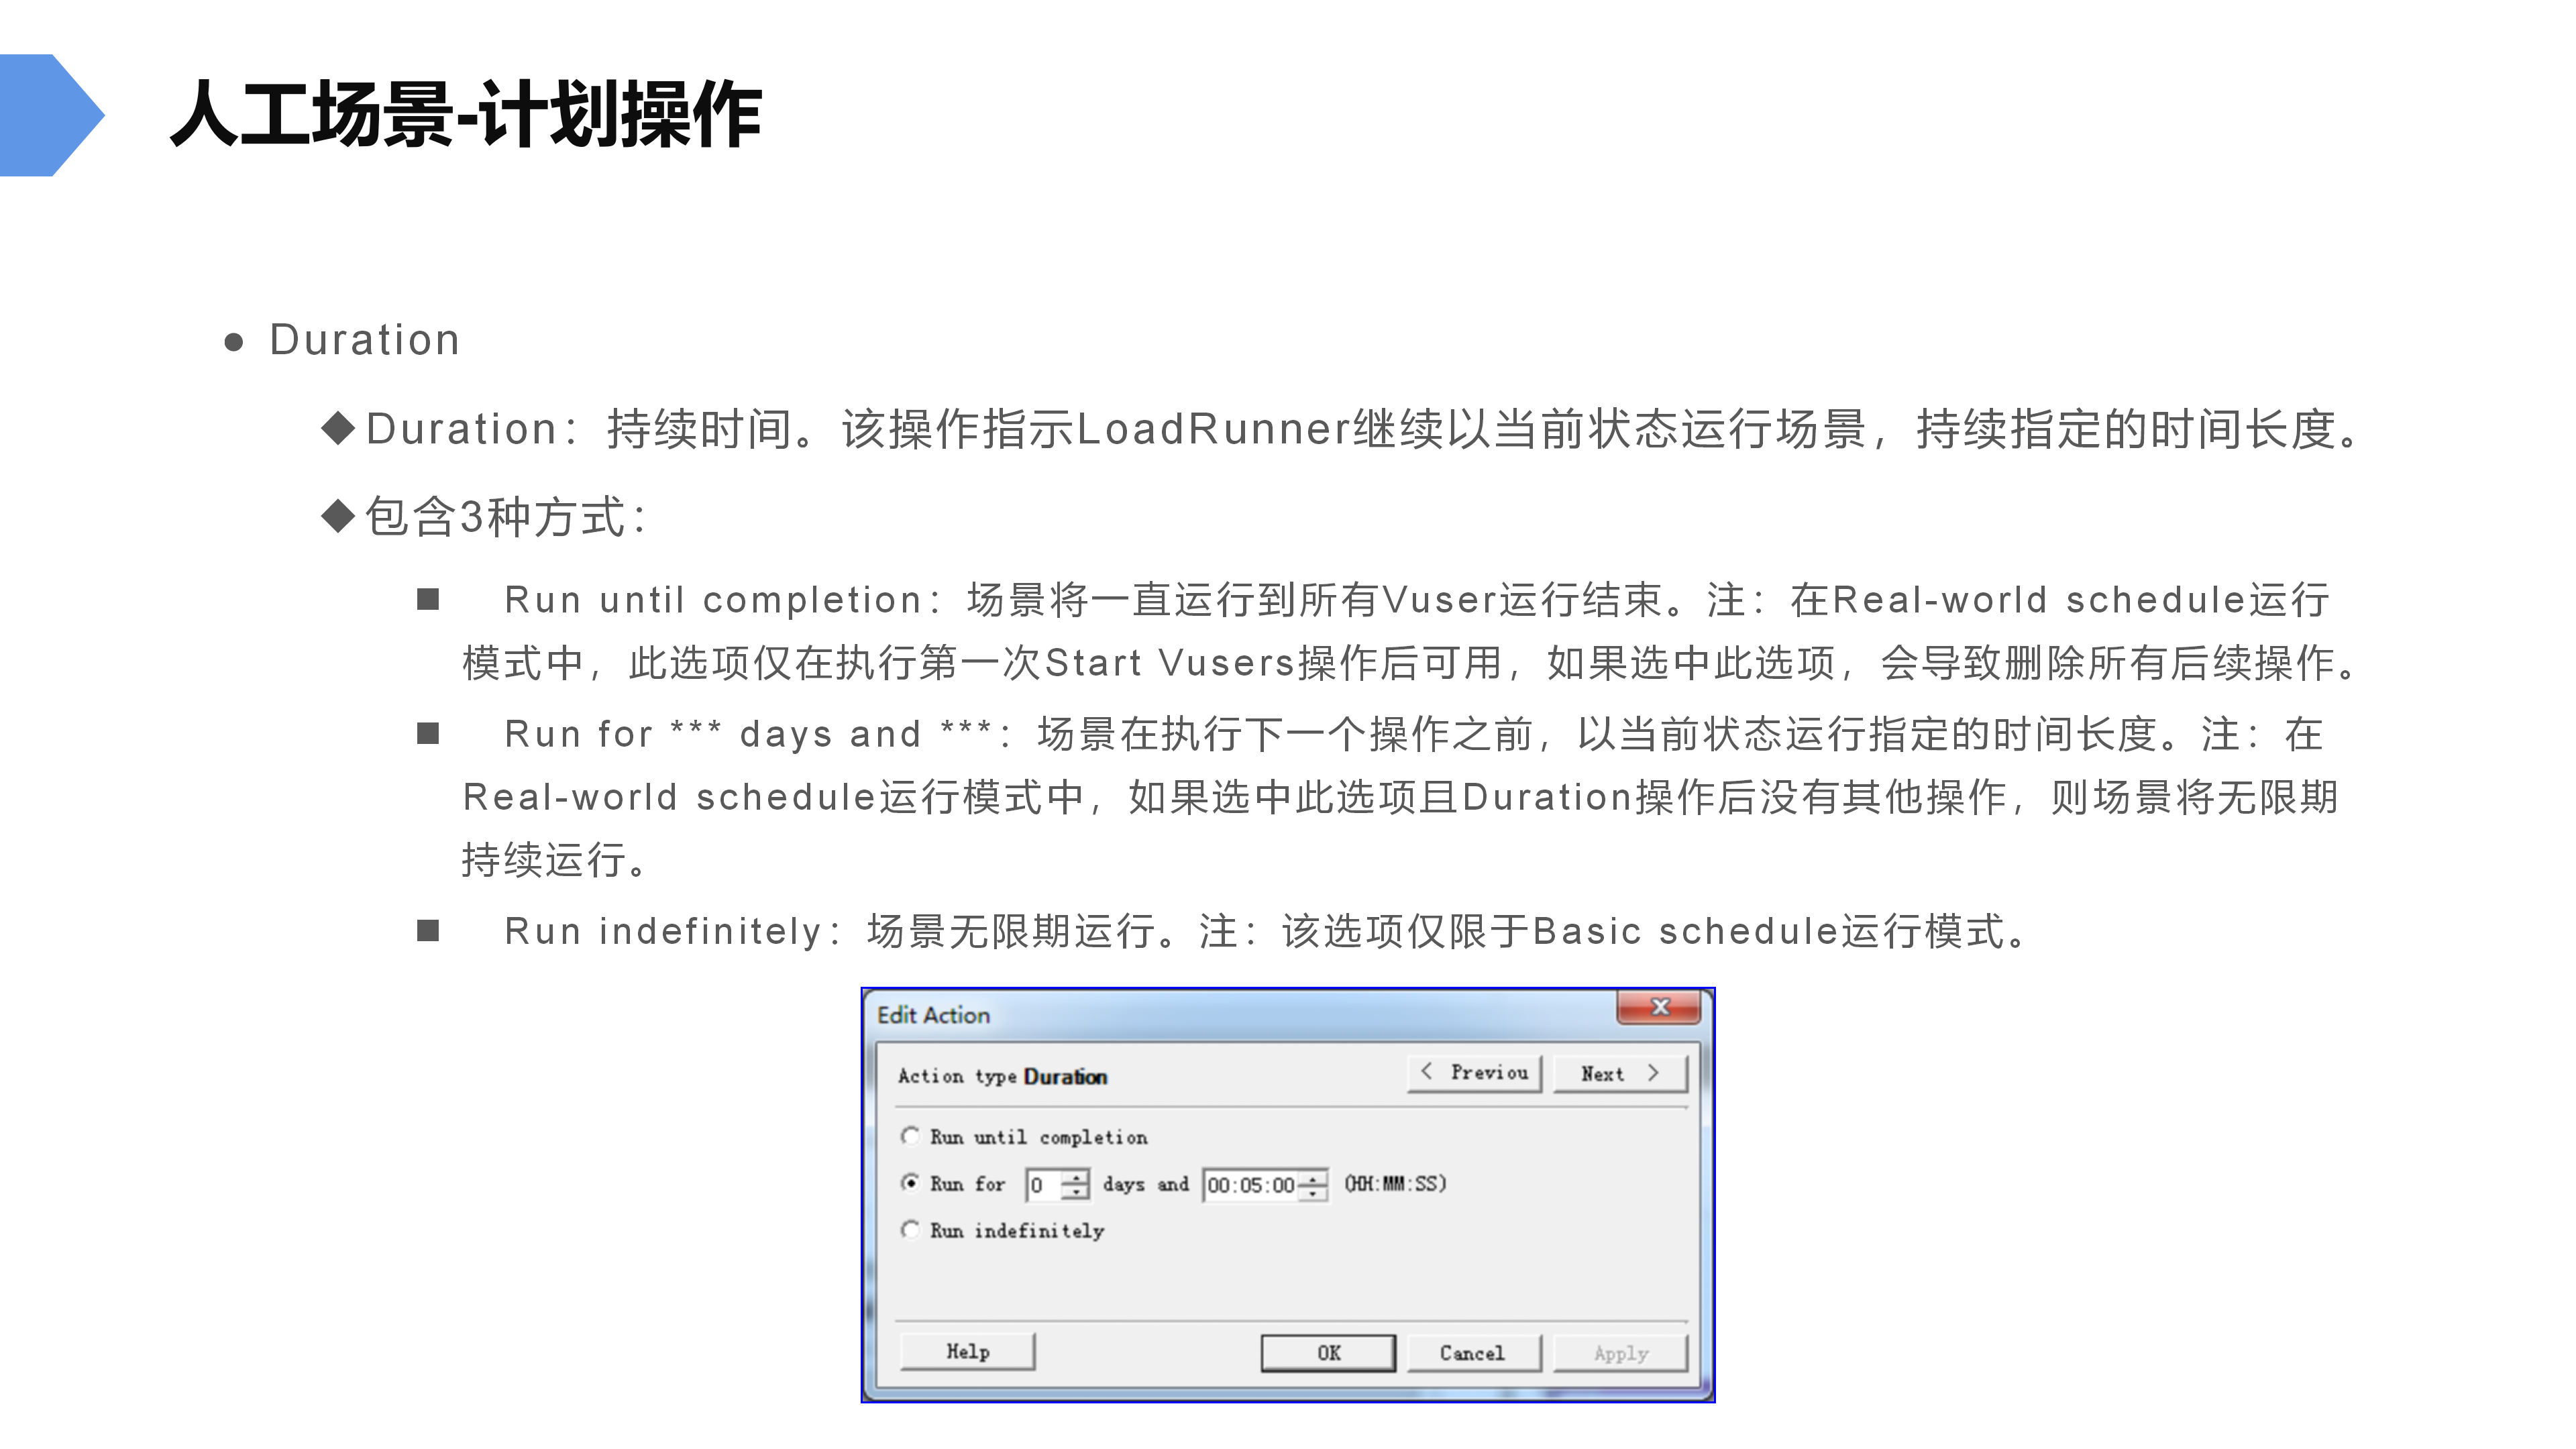 人工场景-计划操作
● Duration
◆Duration：持续时间。该操作指示LoadRunner继续以当前状态运行场景，持续指定的时间长度。
◆包含3种方式：
■ Run until completion：场景将一直运行到所有Vuser运行结束。注：在Real-world schedule运行
模式中，此选项仅在执行第一次Start Vusers操作后可用，如果选中此选项，会导致删除所有后续操作。
■ Run for *** days and ***：场景在执行下一个操作之前，以当前状态运行指定的时间长度。注：在
Real-world schedule运行模式中，如果选中此选项且Duration操作后没有其他操作，则场景将无限期
持续运行。
■ Run indefinitely：场景无限期运行。注：该选项仅限于Basic schedule运行模式。
Edit Action
Action type Duration < Previou Next >
Run until completion
Run for 0 days and 00:05:00 (HH:MM:SS)
Run indefinitely
Help OK Cancel Apply